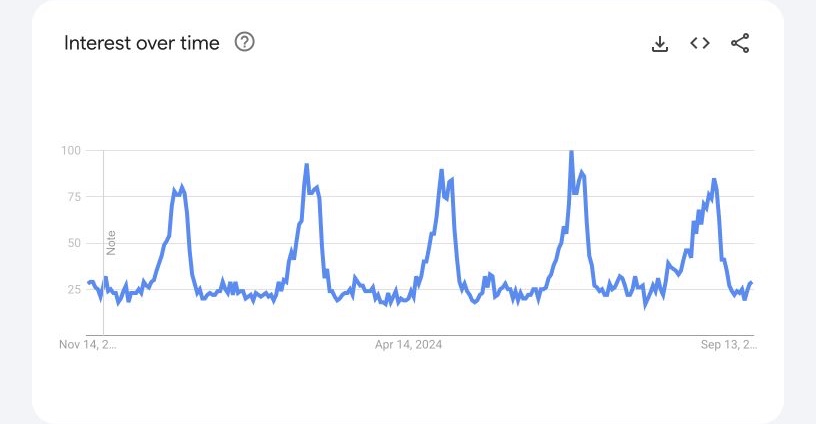 Interest over time
100
75
50
25
Note
Nov 14, 2...
Apr 14, 2024
Sep 13, 2...